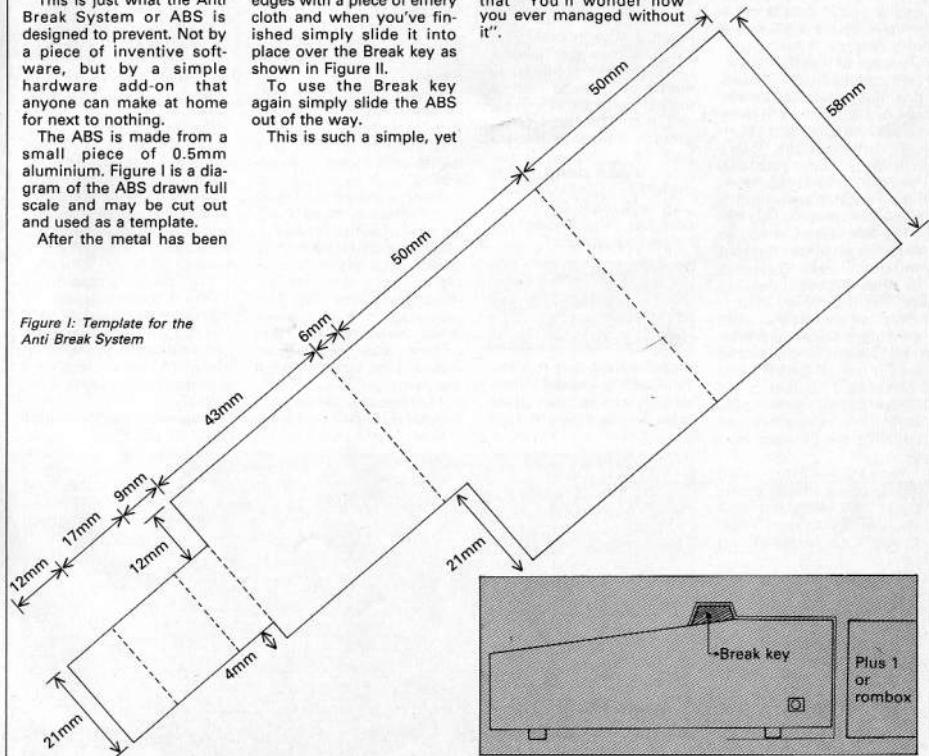 This is just what the Anti
Break System or ABS is
designed to prevent. Not by
a piece of inventive soft-
ware, but by a simple
hardware add-on that
anyone can make at home
for next to nothing.
The ABS is made from a
small piece of 0.5mm
aluminium. Figure I is a dia-
gram of the ABS drawn full
scale and may be cut out
and used as a template.
After the metal has been
edges with a piece of emery
cloth and when you've fin-
ished simply slide it into
place over the Break key as
shown in Figure II.
To use the Break key
again simply slide the ABS
out of the way.
This is such a simple, yet
that "You'll wonder how
you ever managed without
it".
Figure I: Template for the
Anti Break System
50mm
58mm
50mm
6mm
43mm
9mm
17mm
12mm
12mm
21mm
4mm
21mm
Break key
Plus 1
or
rombox